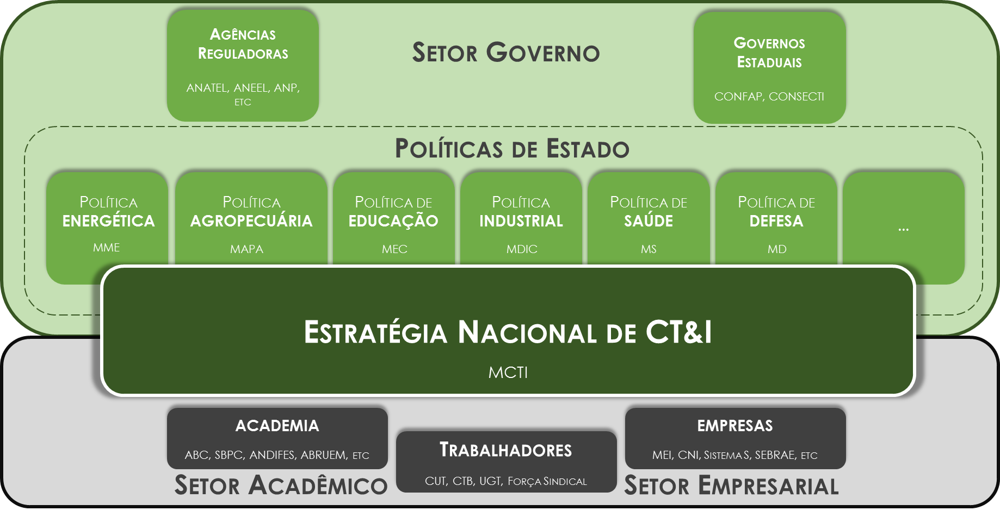 Agências
Reguladoras
ANATEL, ANEEL, ANP,
etc
Setor Governo
Governos
Estaduais
CONFAP, CONSECTI
Políticas de Estado
Política
ENERGÉTICA
MME
Política
AGROPECUÁRIA
MAPA
Política de
EDUCAÇÃO
MEC
Política
INDUSTRIAL
MDIC
Política de
SAÚDE
MS
Política de
DEFESA
MD
...
Estratégia Nacional de CT&I
MCTI
ACADEMIA
ABC, SBPC, ANDIFES, ABRUEM, etc
Setor Acadêmico
Trabalhadores
CUT, CTB, UGT, Força Sindical
EMPRESAS
MEI, CNI, Sistema S, SEBRAE, etc
Setor Empresarial